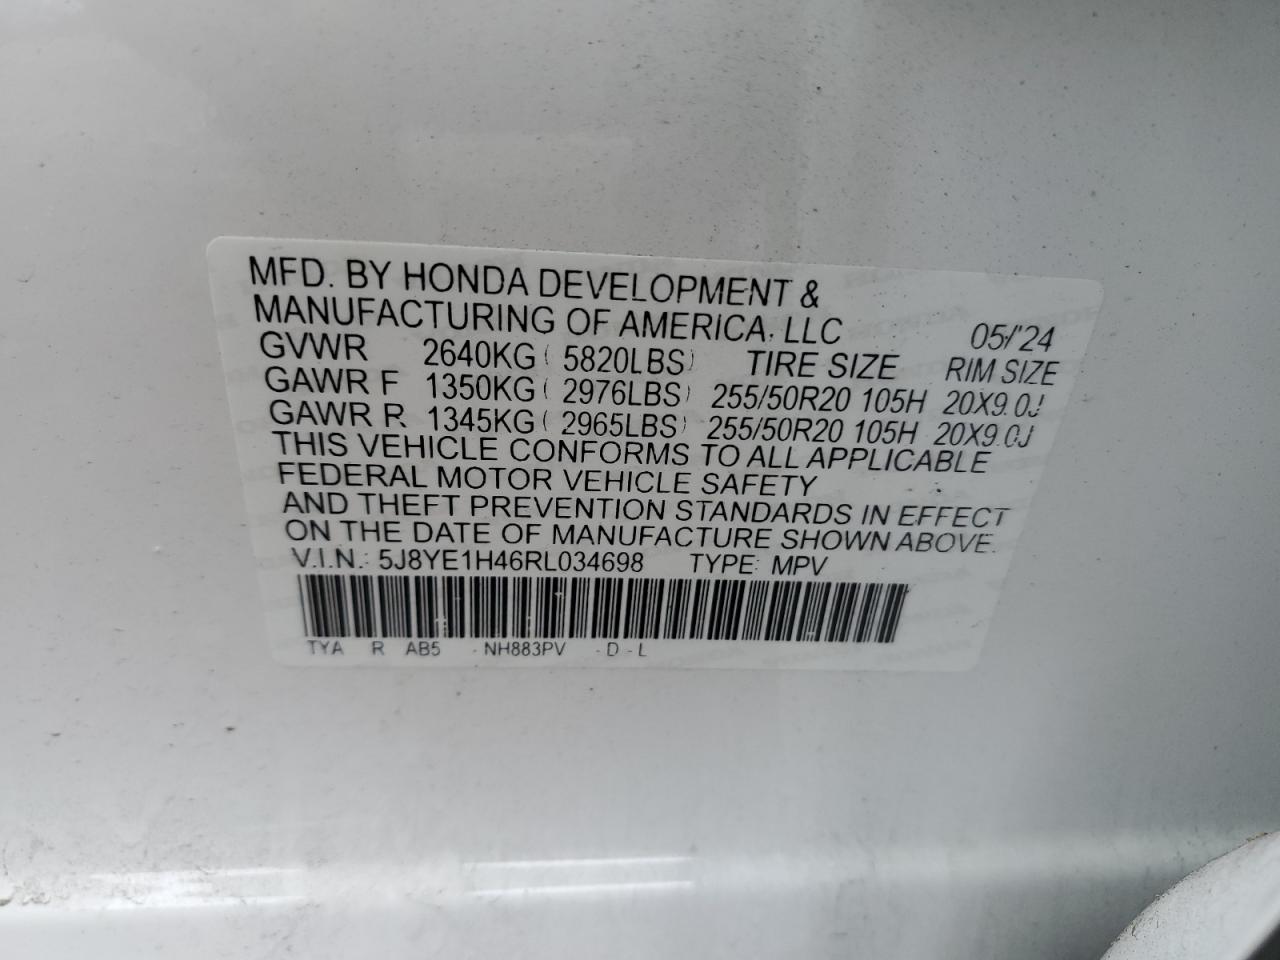 MFD. BY HONDA DEVELOPMENT &
MANUFACTURING OF AMERICA, LLC 05/'24
GVWR 2640KG ( 5820LBS) TIRE SIZE RIM SIZE
GAWR F 1350KG ( 2976LBS) 255/50R20 105H 20X9.0J
GAWR R 1345KG ( 2965LBS) 255/50R20 105H 20X9.0J
THIS VEHICLE CONFORMS TO ALL APPLICABLE
FEDERAL MOTOR VEHICLE SAFETY
AND THEFT PREVENTION STANDARDS IN EFFECT
ON THE DATE OF MANUFACTURE SHOWN ABOVE.
V.I.N.: 5J8YE1H46RL034698 TYPE: MPV
TYA R AB5 - NH883PV - D - L